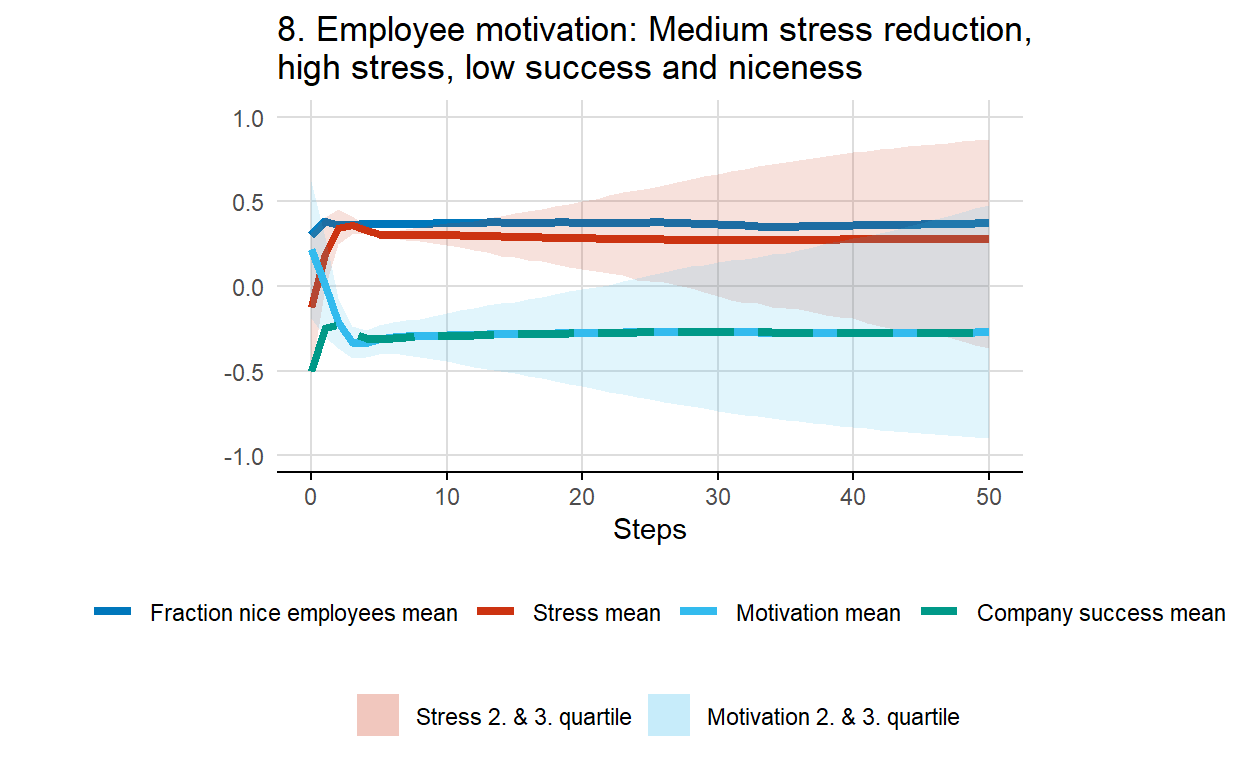 8. Employee motivation: Medium stress reduction,
high stress, low success and niceness
1.0
0.5
0.0
-0.5
-1.0
0 10 20 30 40 50
Steps
Fraction nice employees mean Stress mean Motivation mean Company success mean
Stress 2. & 3. quartile Motivation 2. & 3. quartile